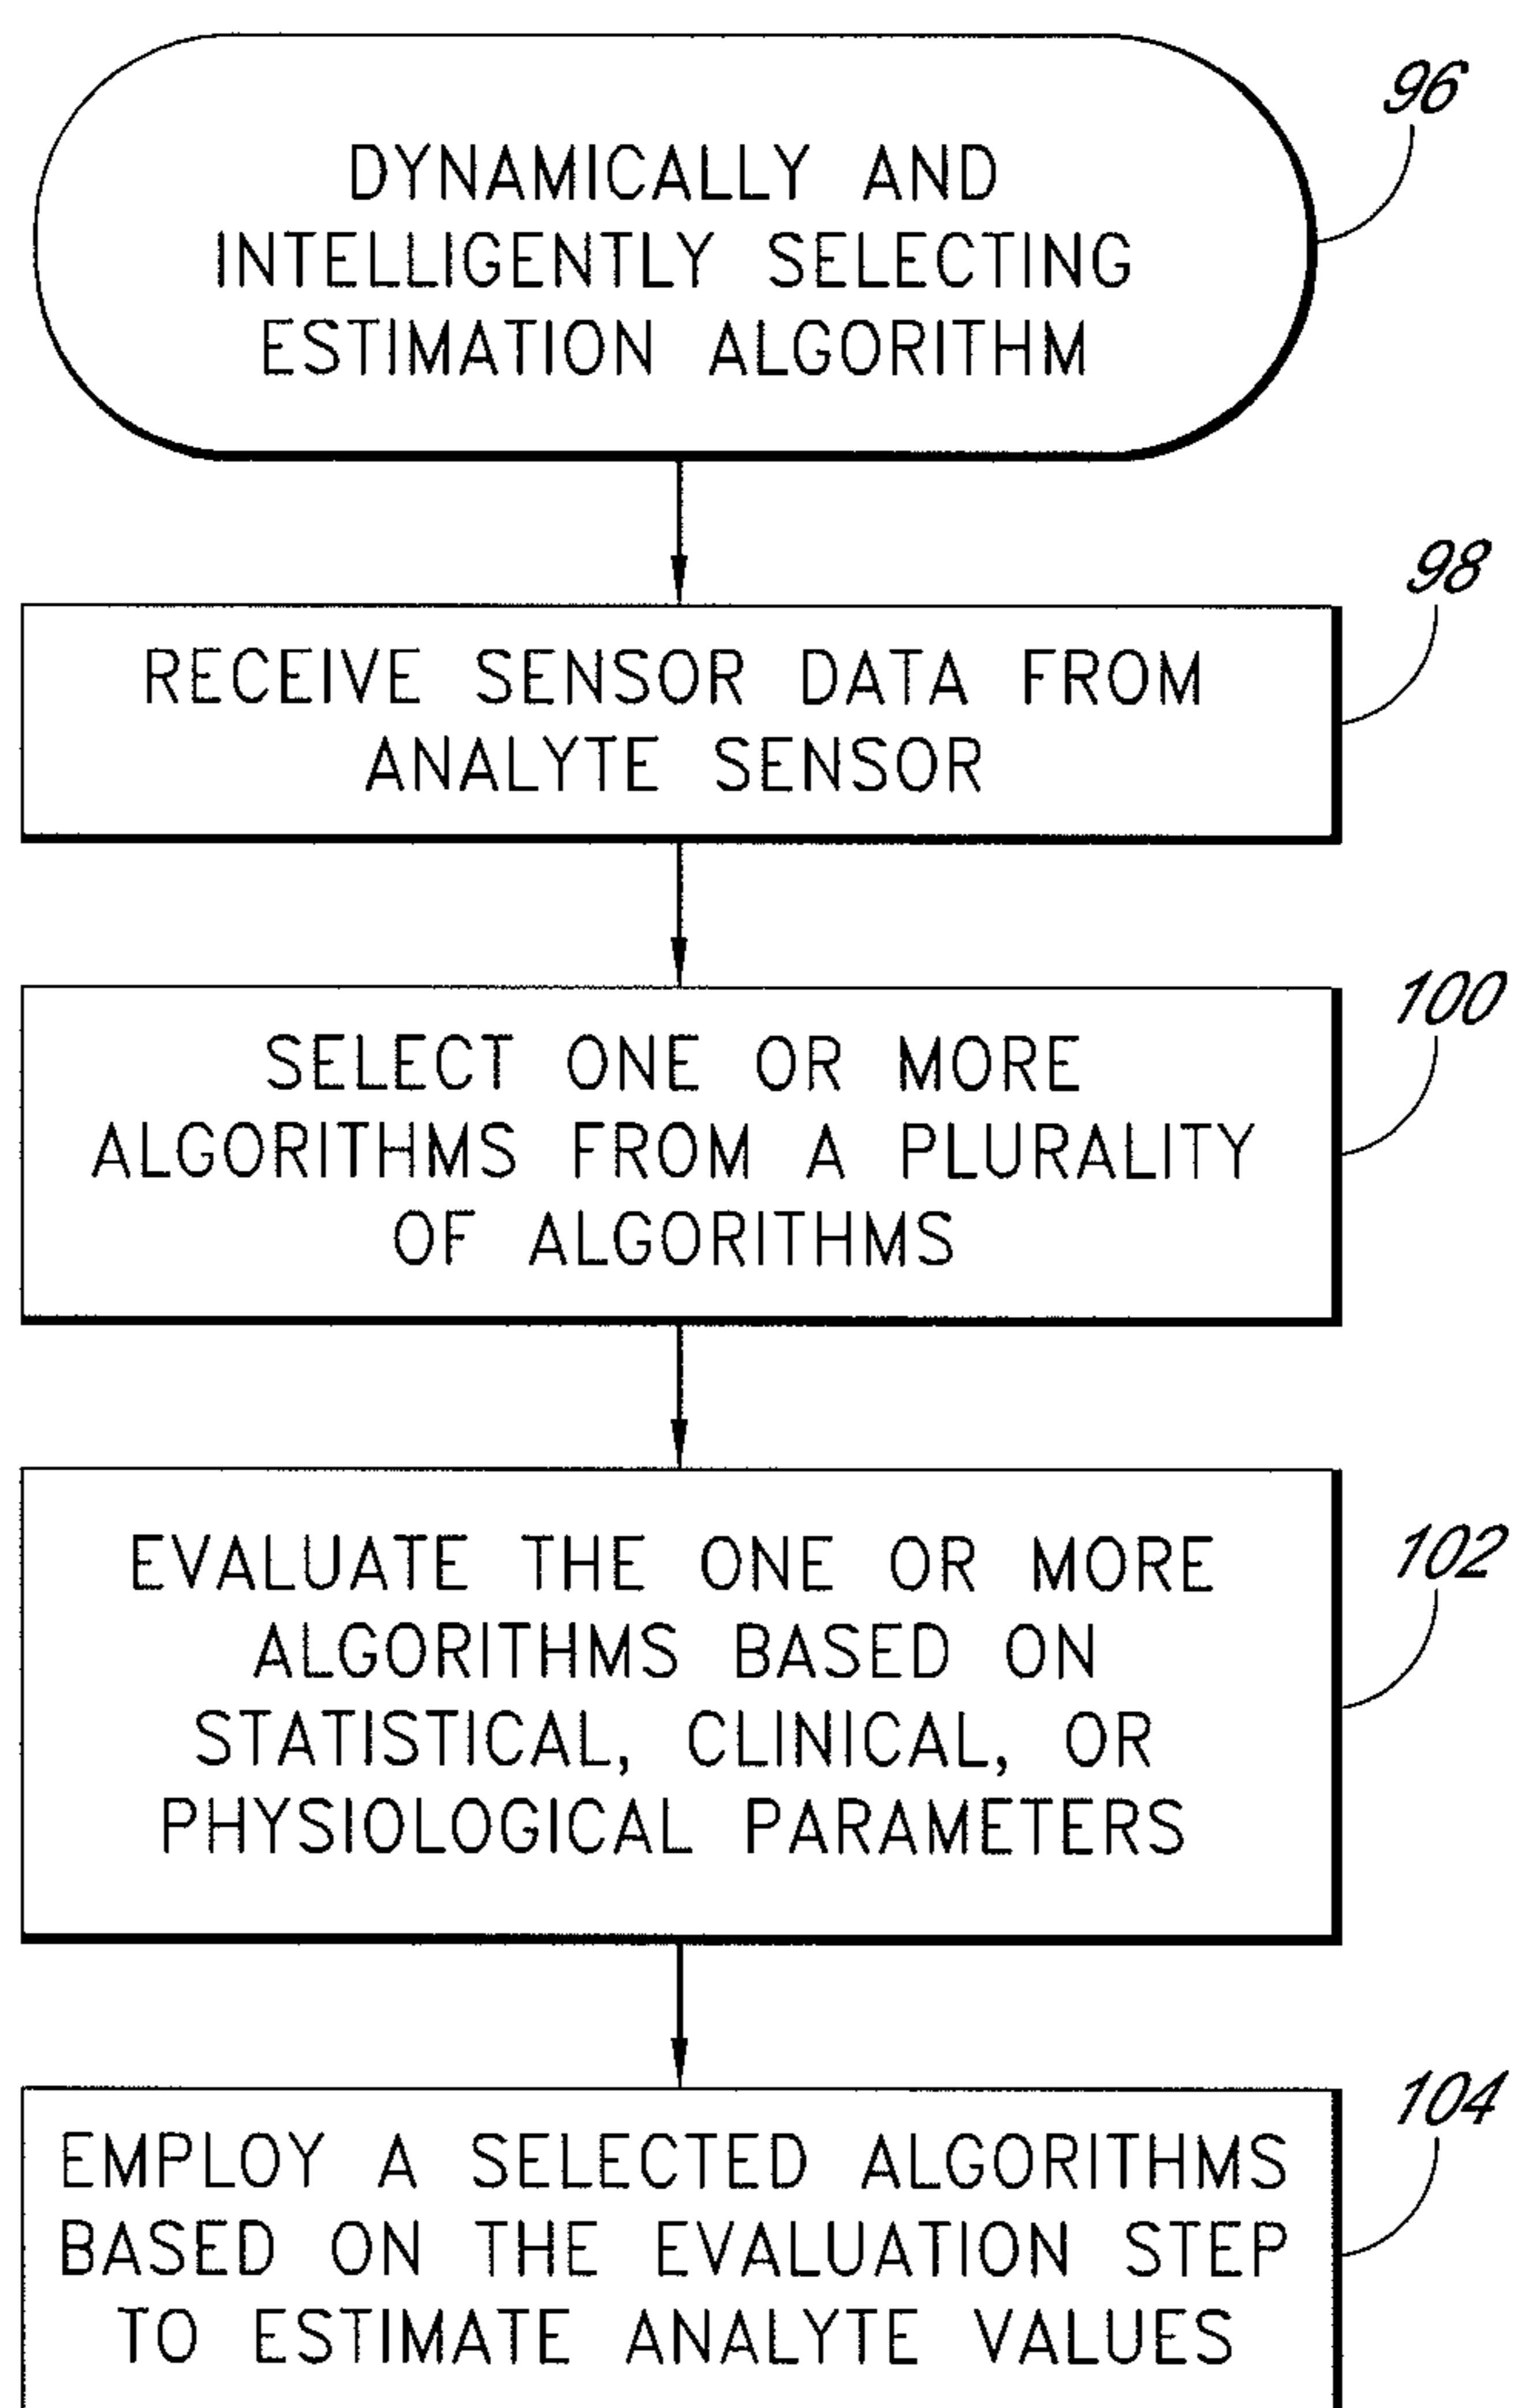 DYNAMICALLY AND
INTELLIGENTLY SELECTING
ESTIMATION ALGORITHM
96
RECEIVE SENSOR DATA FROM
ANALYTE SENSOR
98
SELECT ONE OR MORE
ALGORITHMS FROM A PLURALITY
OF ALGORITHMS
100
EVALUATE THE ONE OR MORE
ALGORITHMS BASED ON
STATISTICAL, CLINICAL, OR
PHYSIOLOGICAL PARAMETERS
102
EMPLOY A SELECTED ALGORITHMS
BASED ON THE EVALUATION STEP
TO ESTIMATE ANALYTE VALUES
104